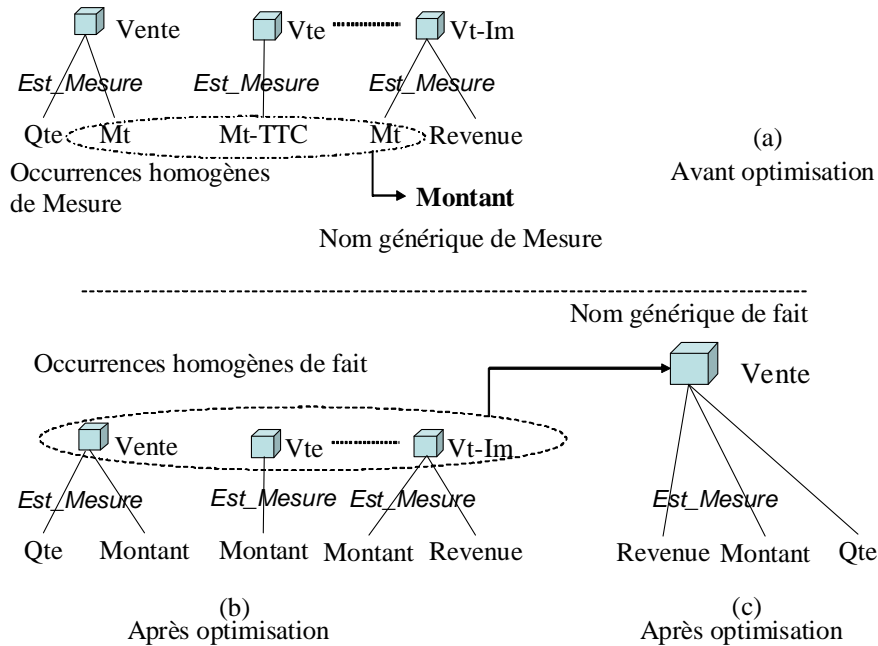 Vente
Vte
Vt-Im
Est_Mesure
Est_Mesure
Est_Mesure
Qte
Mt
Mt-TTC
Mt
Revenue
(a)
Avant optimisation
Occurrences homogènes
de Mesure
Montant
Nom générique de Mesure
Nom générique de fait
Occurrences homogènes de fait
Vente
Vente
Vte
Vt-Im
Est_Mesure
Est_Mesure
Est_Mesure
Est_Mesure
Qte
Montant
Montant
Montant
Revenue
Revenue
Montant
Qte
(b)
Après optimisation
(c)
Après optimisation